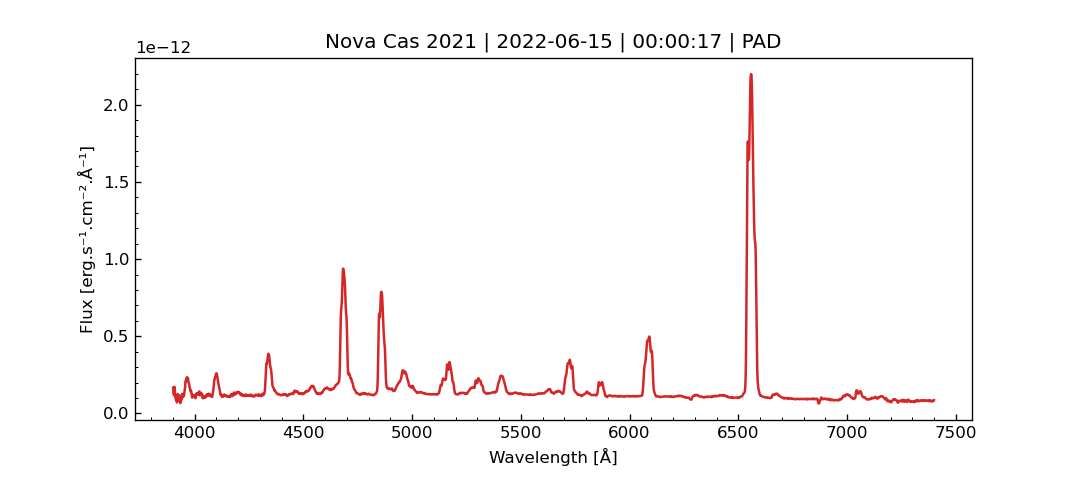 Nova Cas 2021 | 2022-06-15 | 00:00:17 | PAD
1e−12
2.0
1.5
1.0
0.5
0.0
Flux [erg.s⁻¹.cm⁻².Å⁻¹]
4000 4500 5000 5500 6000 6500 7000 7500
Wavelength [Å]